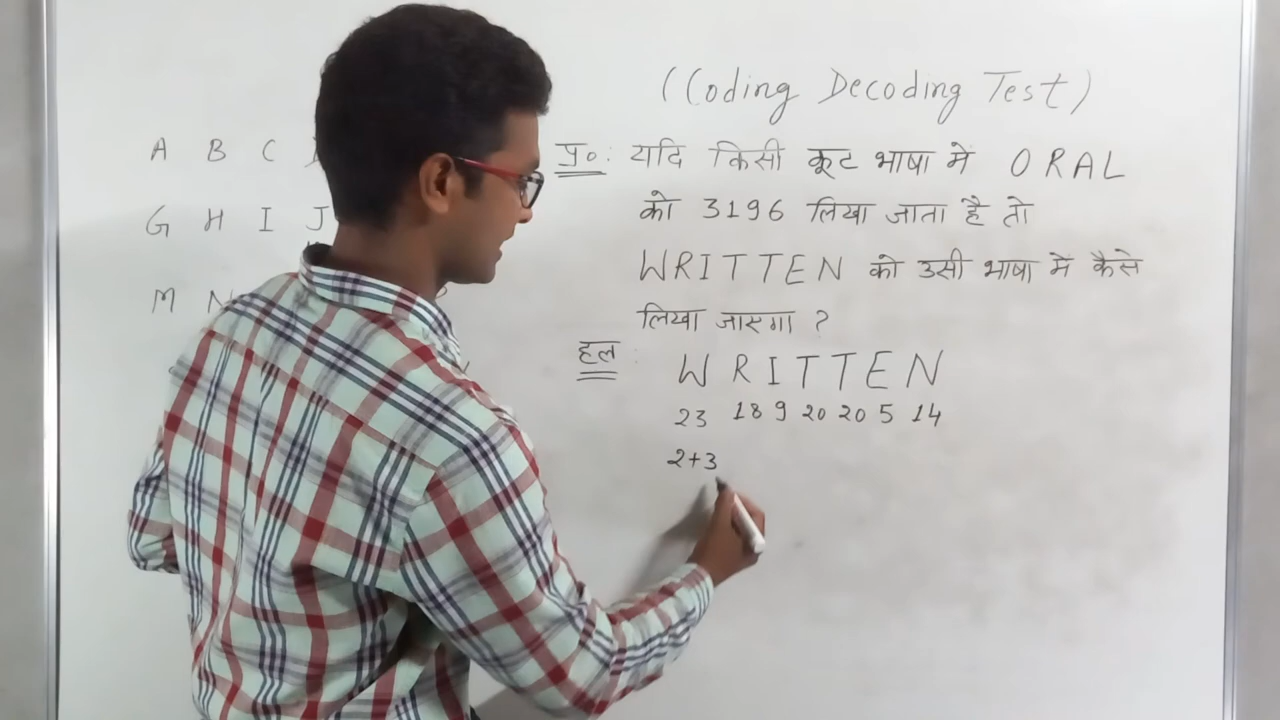 (Coding Decoding Test)
A B C
G H I J
M N
प्र०: यदि किसी कूट भाषा में ORAL
को 3196 लिखा जाता है तो
WRITTEN को उसी भाषा में कैसे
लिखा जाएगा ?
हल :
WRITTEN
23 18 9 20 20 5 14
2+3